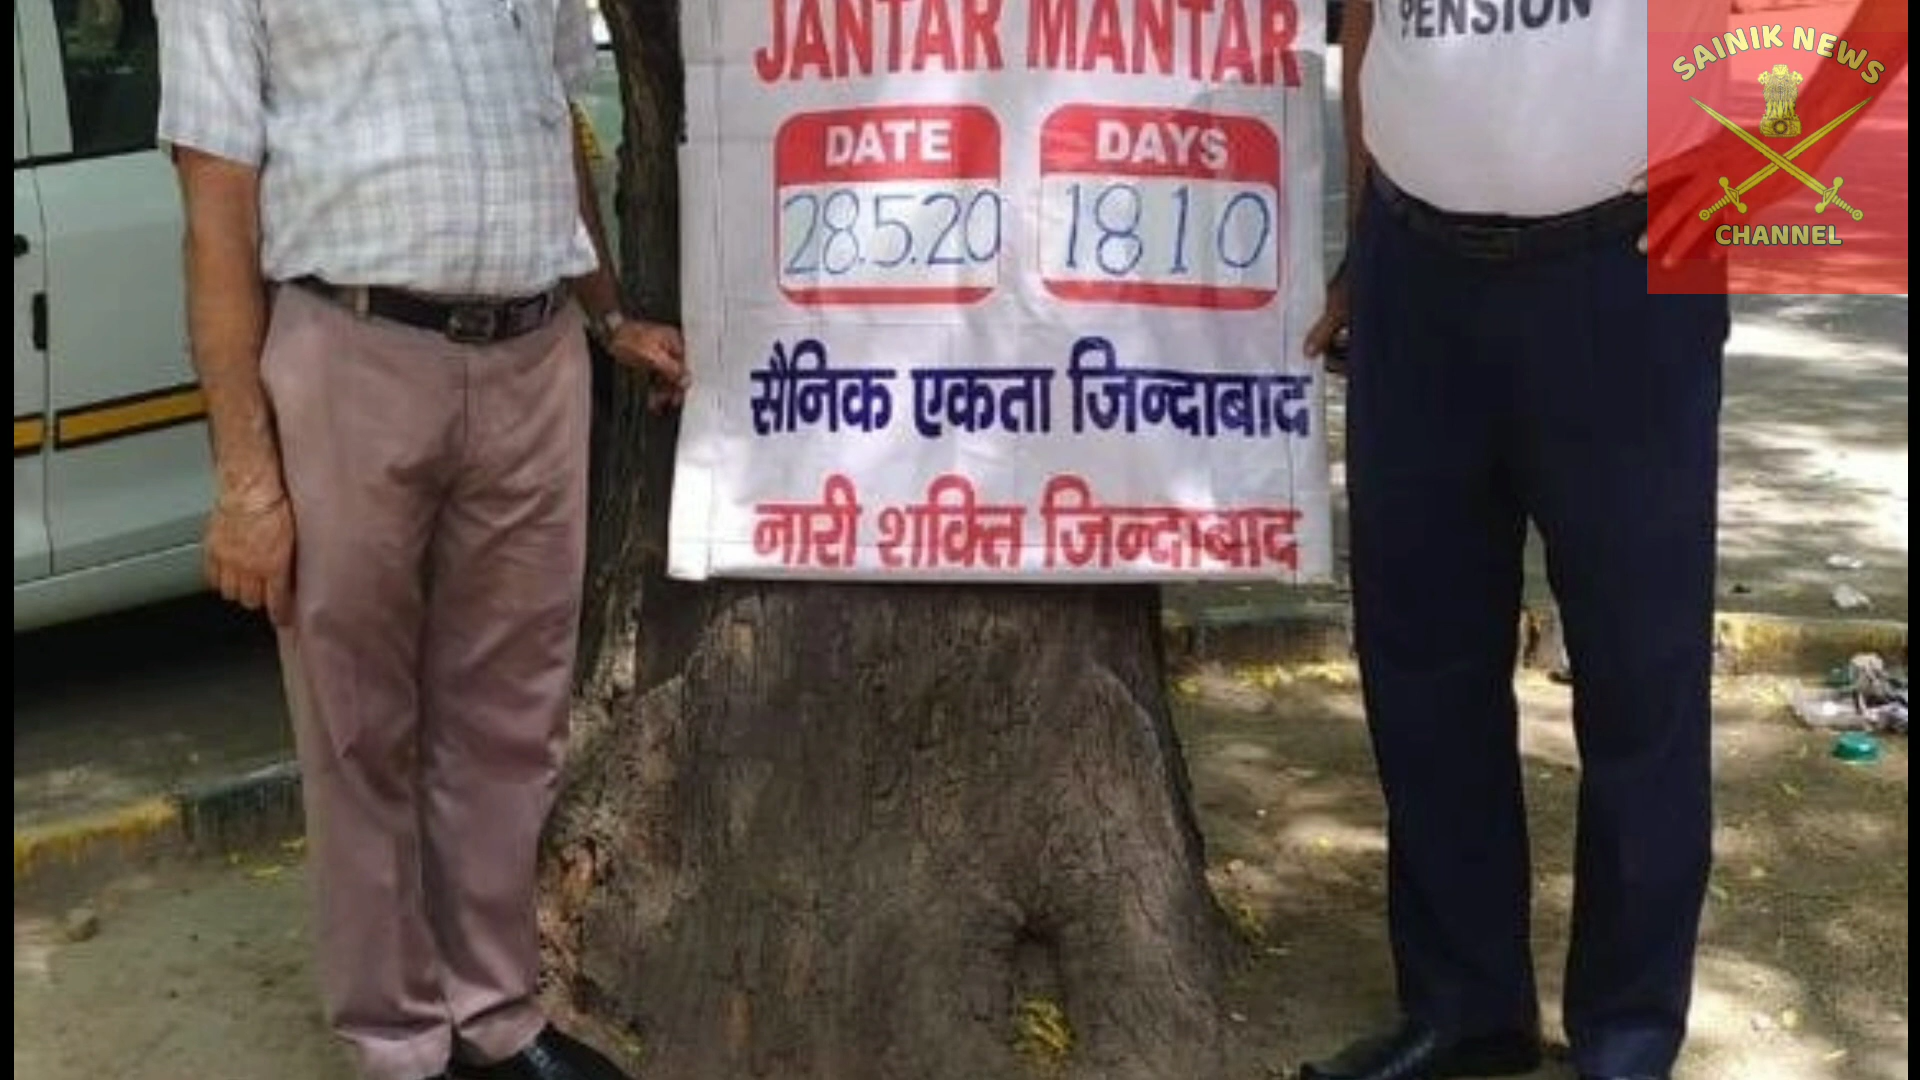 PENSION
JANTAR MANTAR
DATE DAYS
28.5.20 1810
सैनिक एकता जिन्दाबाद
नारी शक्ति जिन्दाबाद
SAINIK NEWS
CHANNEL